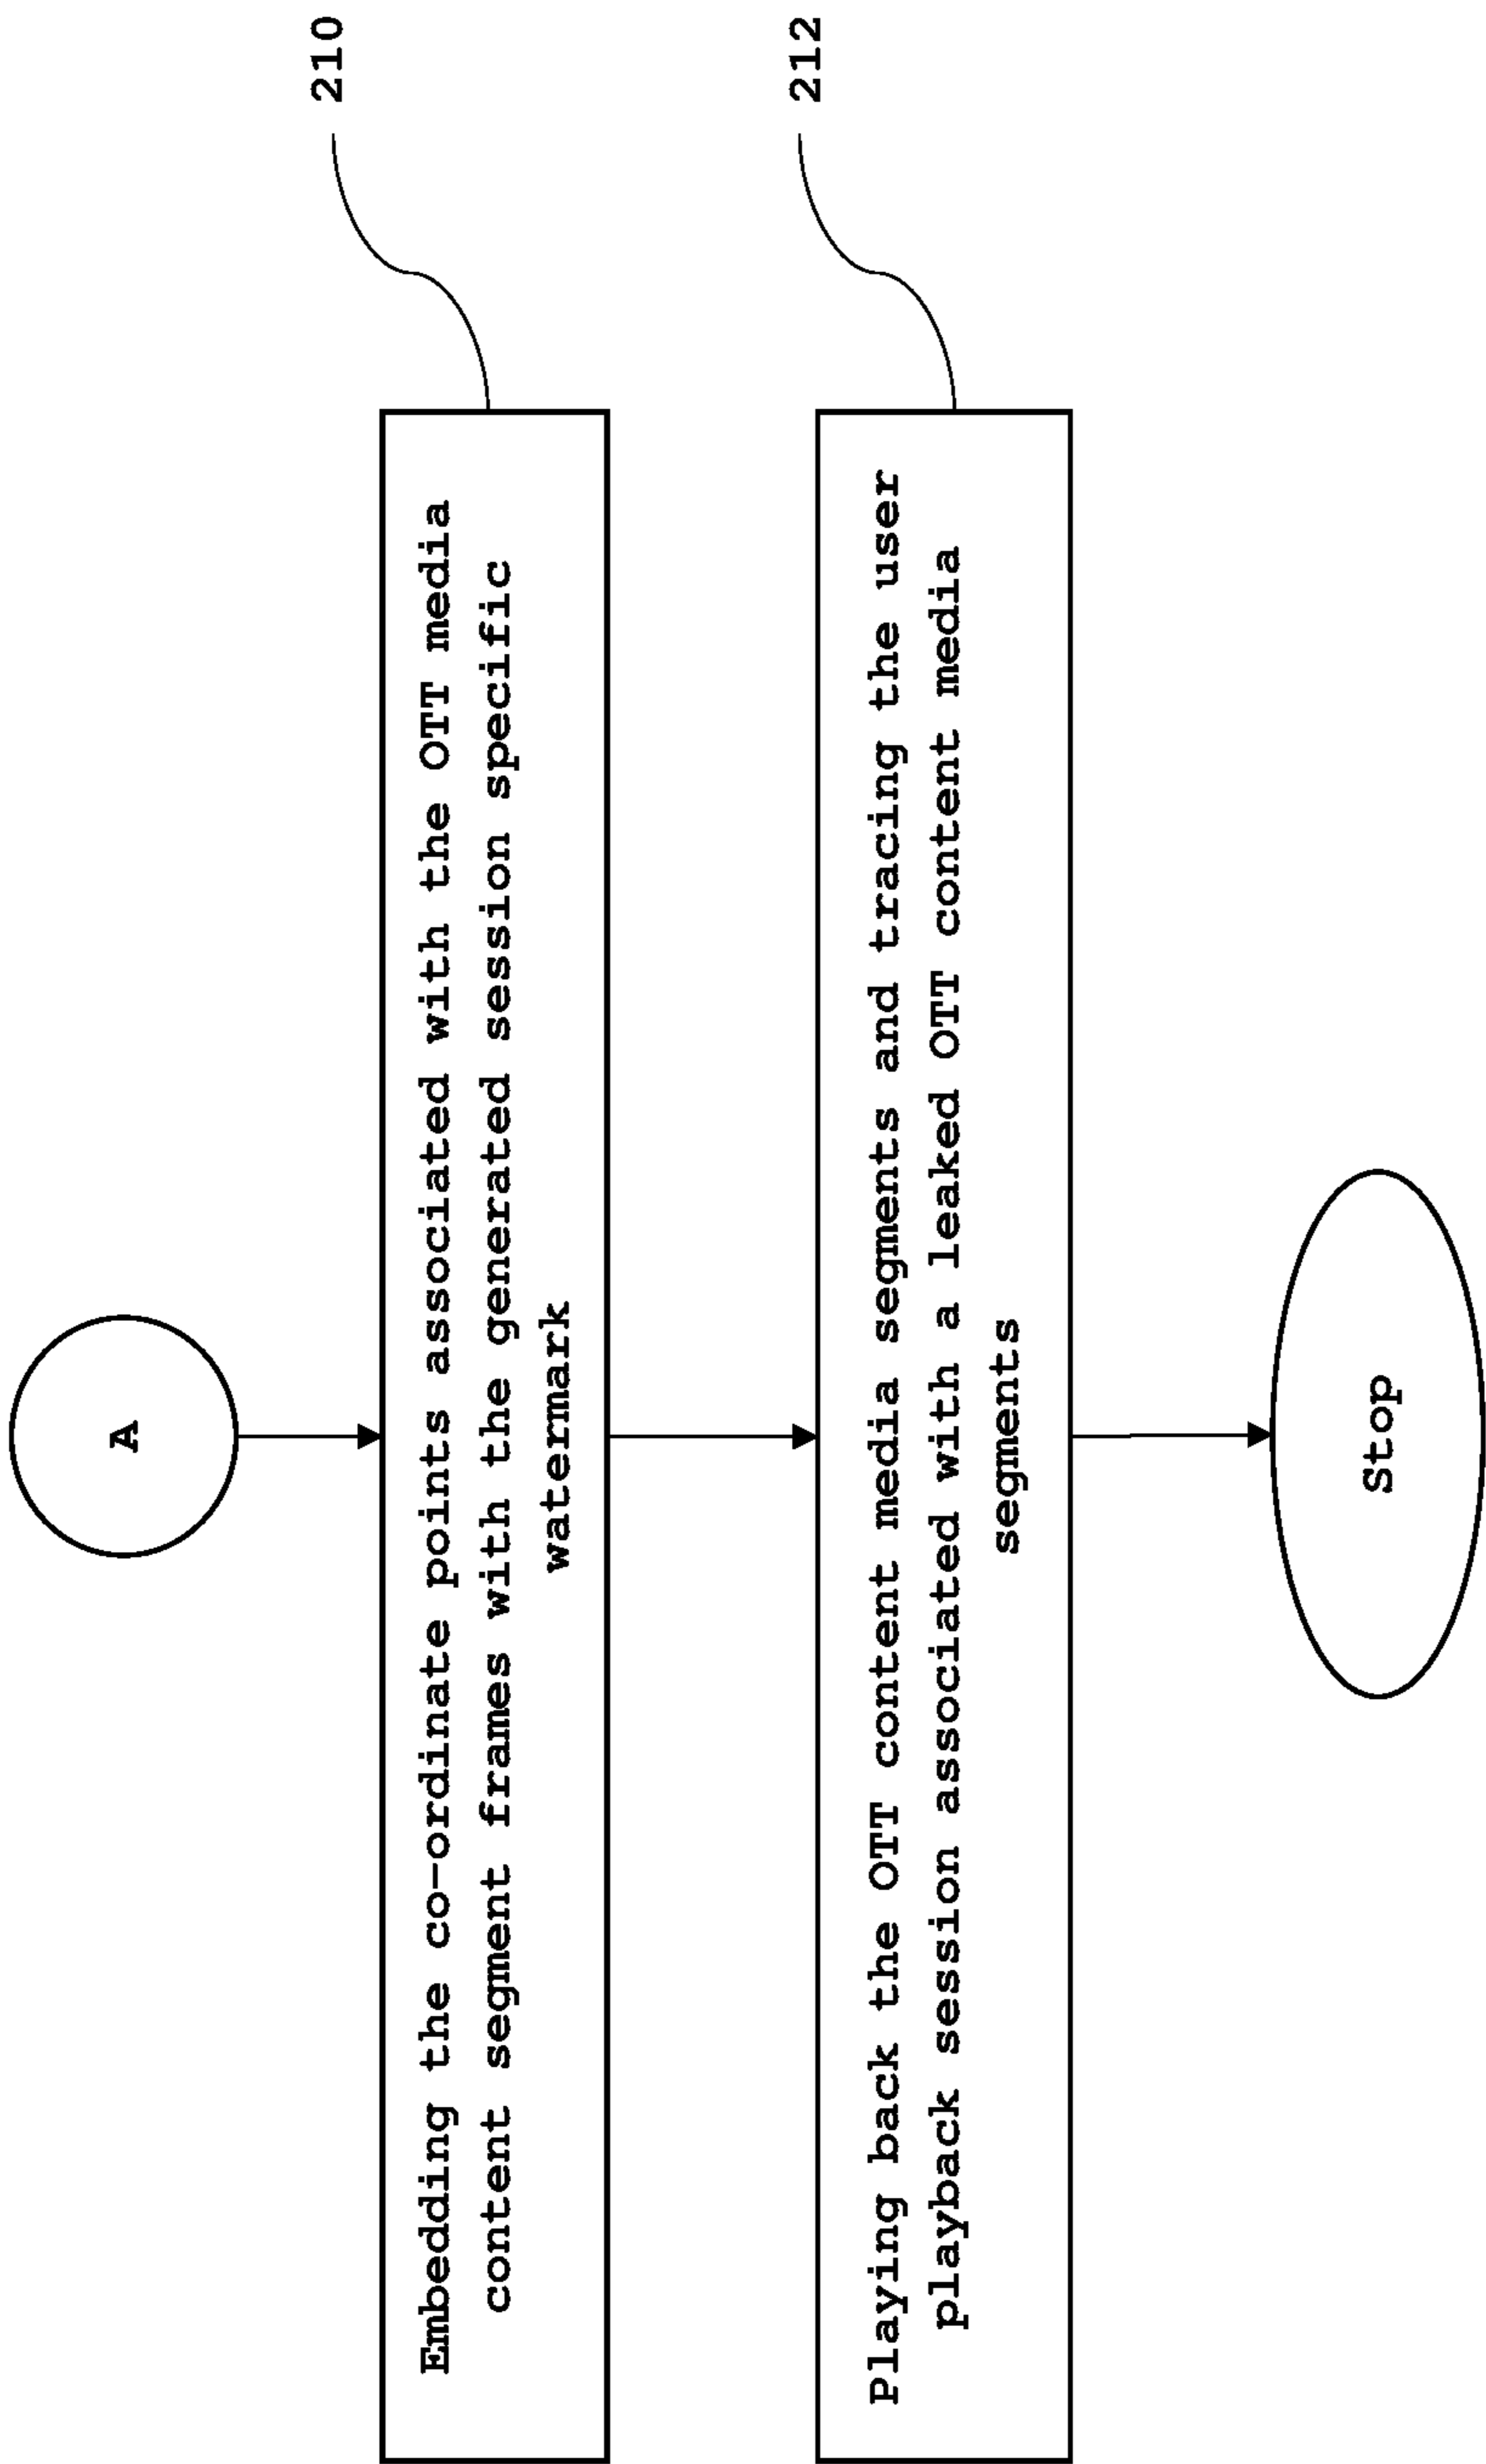 A
210
Embedding the co-ordinate points associated with the OTT media
content segment frames with the generated session specific
watermark
212
Playing back the OTT content media segments and tracing the user
playback session associated with a leaked OTT content media
segments
Stop